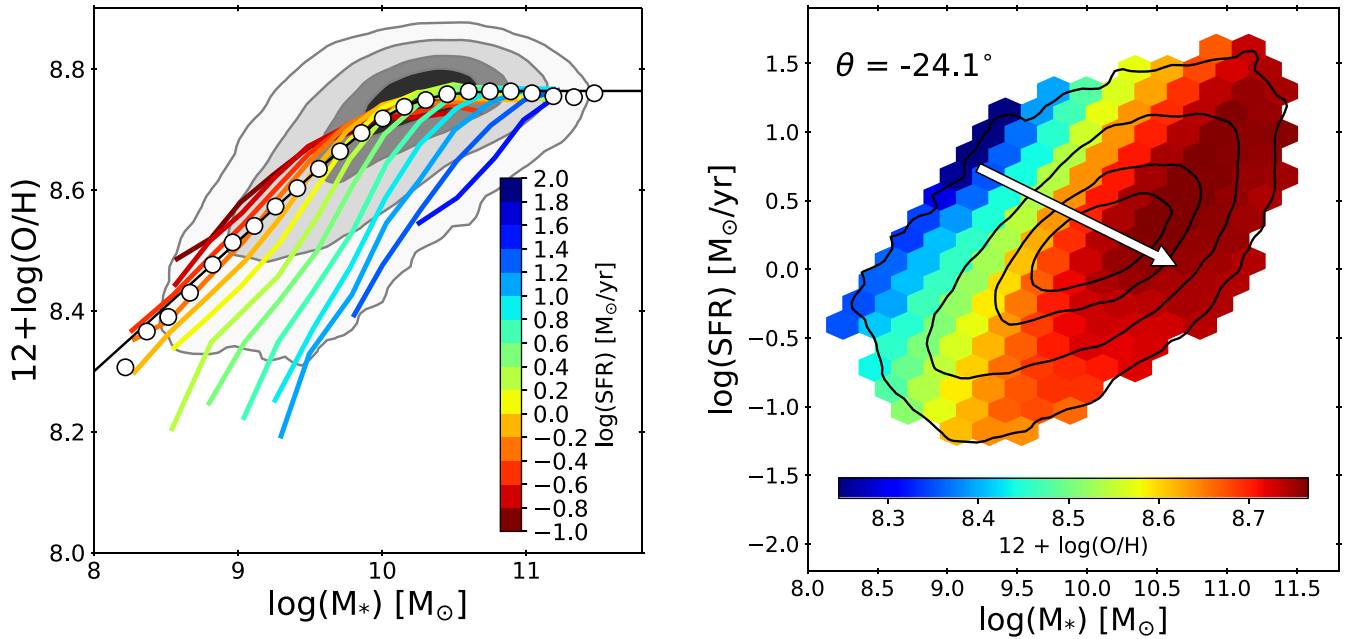 12+log(O/H)
8.8
8.6
8.4
8.2
8.0
8 9 10 11
log(M*) [M⊙]
2.0
1.8
1.6
1.4
1.2
1.0
0.8
0.6
0.4
0.2
0.0
−0.2
−0.4
−0.6
−0.8
−1.0
log(SFR) [M⊙/yr]
θ = -24.1°
log(SFR) [M⊙/yr]
1.5
1.0
0.5
0.0
−0.5
−1.0
−1.5
−2.0
8.3 8.4 8.5 8.6 8.7
12 + log(O/H)
8.0 8.5 9.0 9.5 10.0 10.5 11.0 11.5
log(M*) [M⊙]